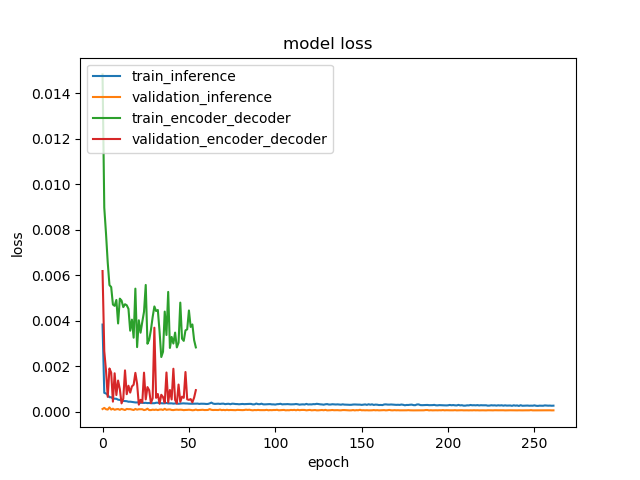 model loss
train_inference
validation_inference
train_encoder_decoder
validation_encoder_decoder
0.014
0.012
0.010
0.008
0.006
0.004
0.002
0.000
loss
0 50 100 150 200 250
epoch